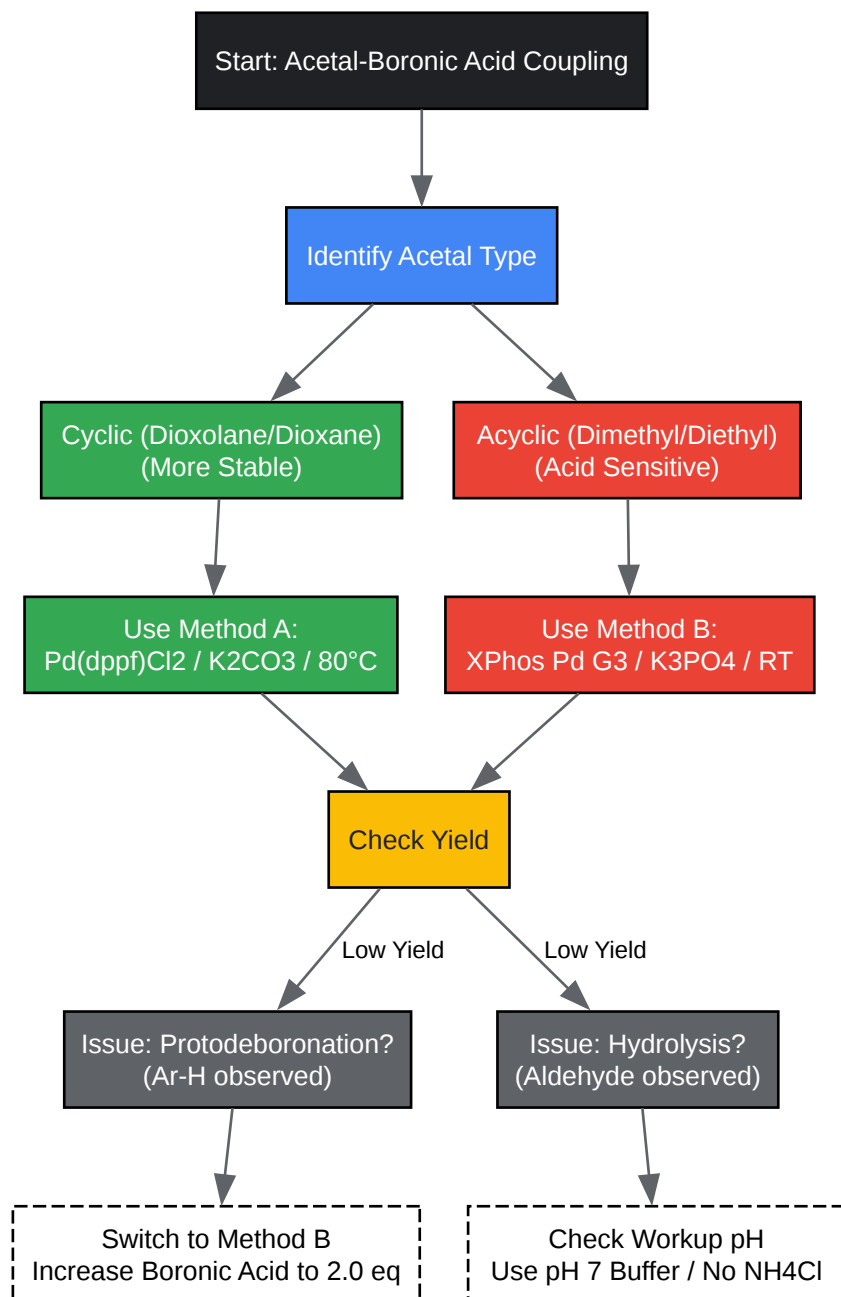 Start: Acetal-Boronic Acid Coupling
Identify Acetal Type
Cyclic (Dioxolane/Dioxane)
(More Stable)
Acyclic (Dimethyl/Diethyl)
(Acid Sensitive)
Use Method A:
Pd(dppf)Cl2 / K2CO3 / 80°C
Use Method B:
XPhos Pd G3 / K3PO4 / RT
Check Yield
Low Yield
Low Yield
Issue: Protodeboronation?
(Ar-H observed)
Issue: Hydrolysis?
(Aldehyde observed)
Switch to Method B
Increase Boronic Acid to 2.0 eq
Check Workup pH
Use pH 7 Buffer / No NH4Cl